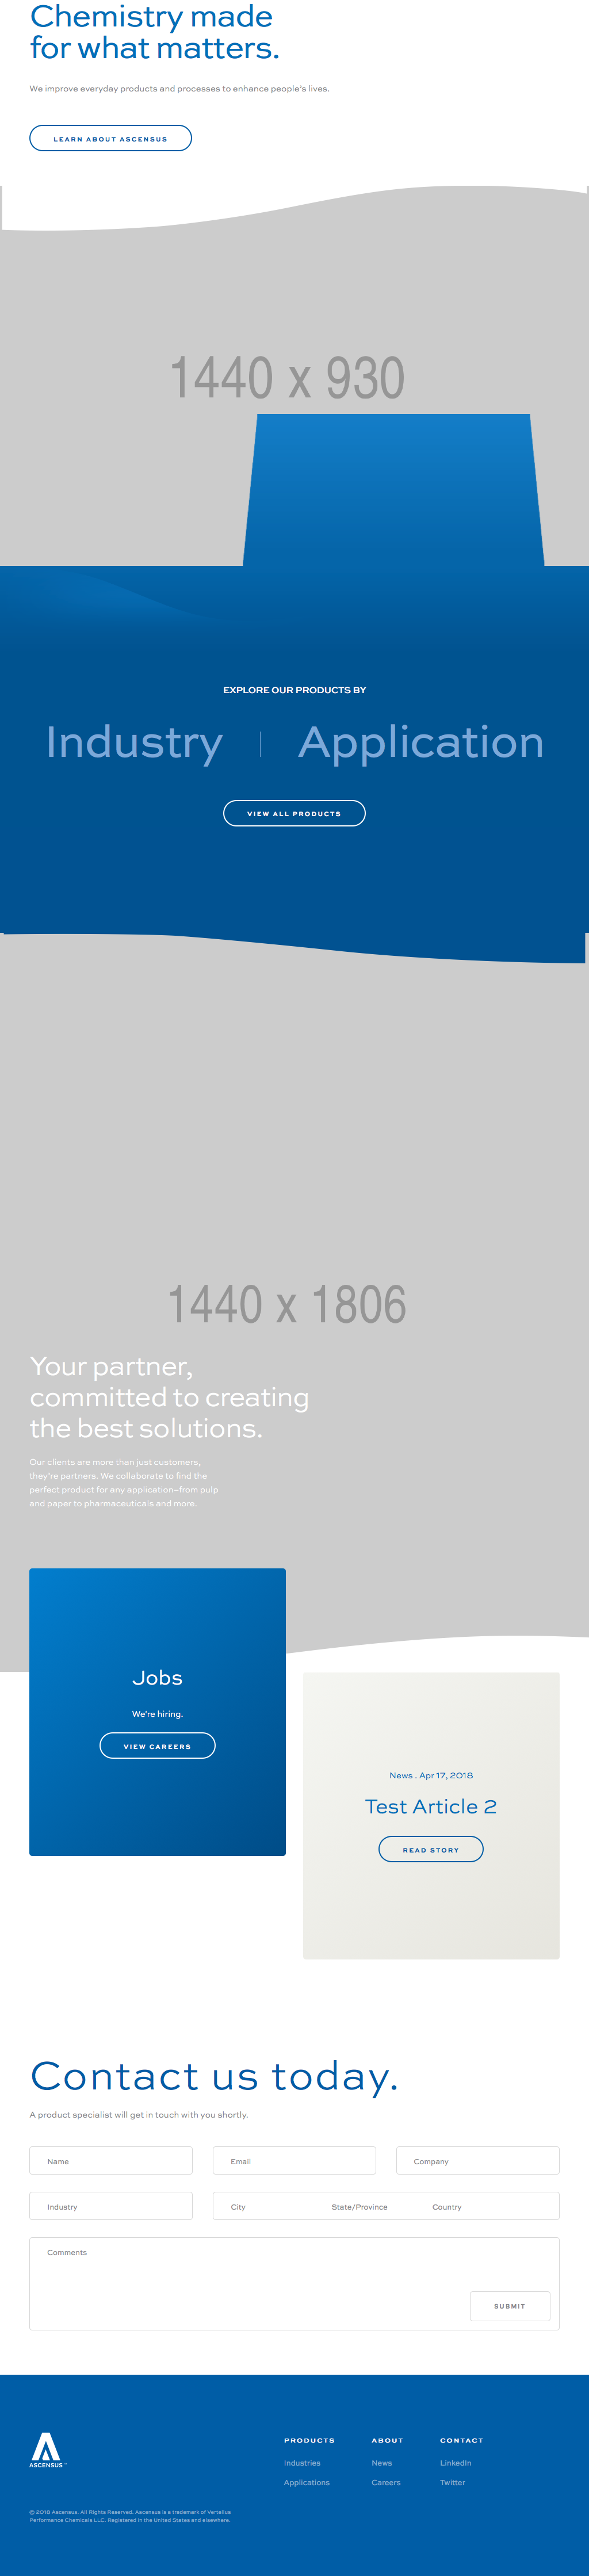 Chemistry made
for what matters.
We improve everyday products and processes to enhance people's lives.
LEARN ABOUT ASCENSUS
1440 x 930
EXPLORE OUR PRODUCTS BY
Industry
Application
VIEW ALL PRODUCTS
1440 x 1806
Your partner,
committed to creating
the best solutions.
Our clients are more than just customers,
they're partners. We collaborate to find the
perfect product for any application–from pulp
and paper to pharmaceuticals and more.
Jobs
We're hiring.
VIEW CAREERS
News . Apr 17, 2018
Test Article 2
READ STORY
Contact us today.
A product specialist will get in touch with you shortly.
Name
Email
Company
Industry
City
State/Province
Country
Comments
SUBMIT
ASCENSUS
PRODUCTS
Industries
Applications
ABOUT
News
Careers
CONTACT
LinkedIn
Twitter
© 2018 Ascensus. All Rights Reserved. Ascensus is a trademark of Vertellus
Performance Chemicals LLC. Registered in the United States and elsewhere.